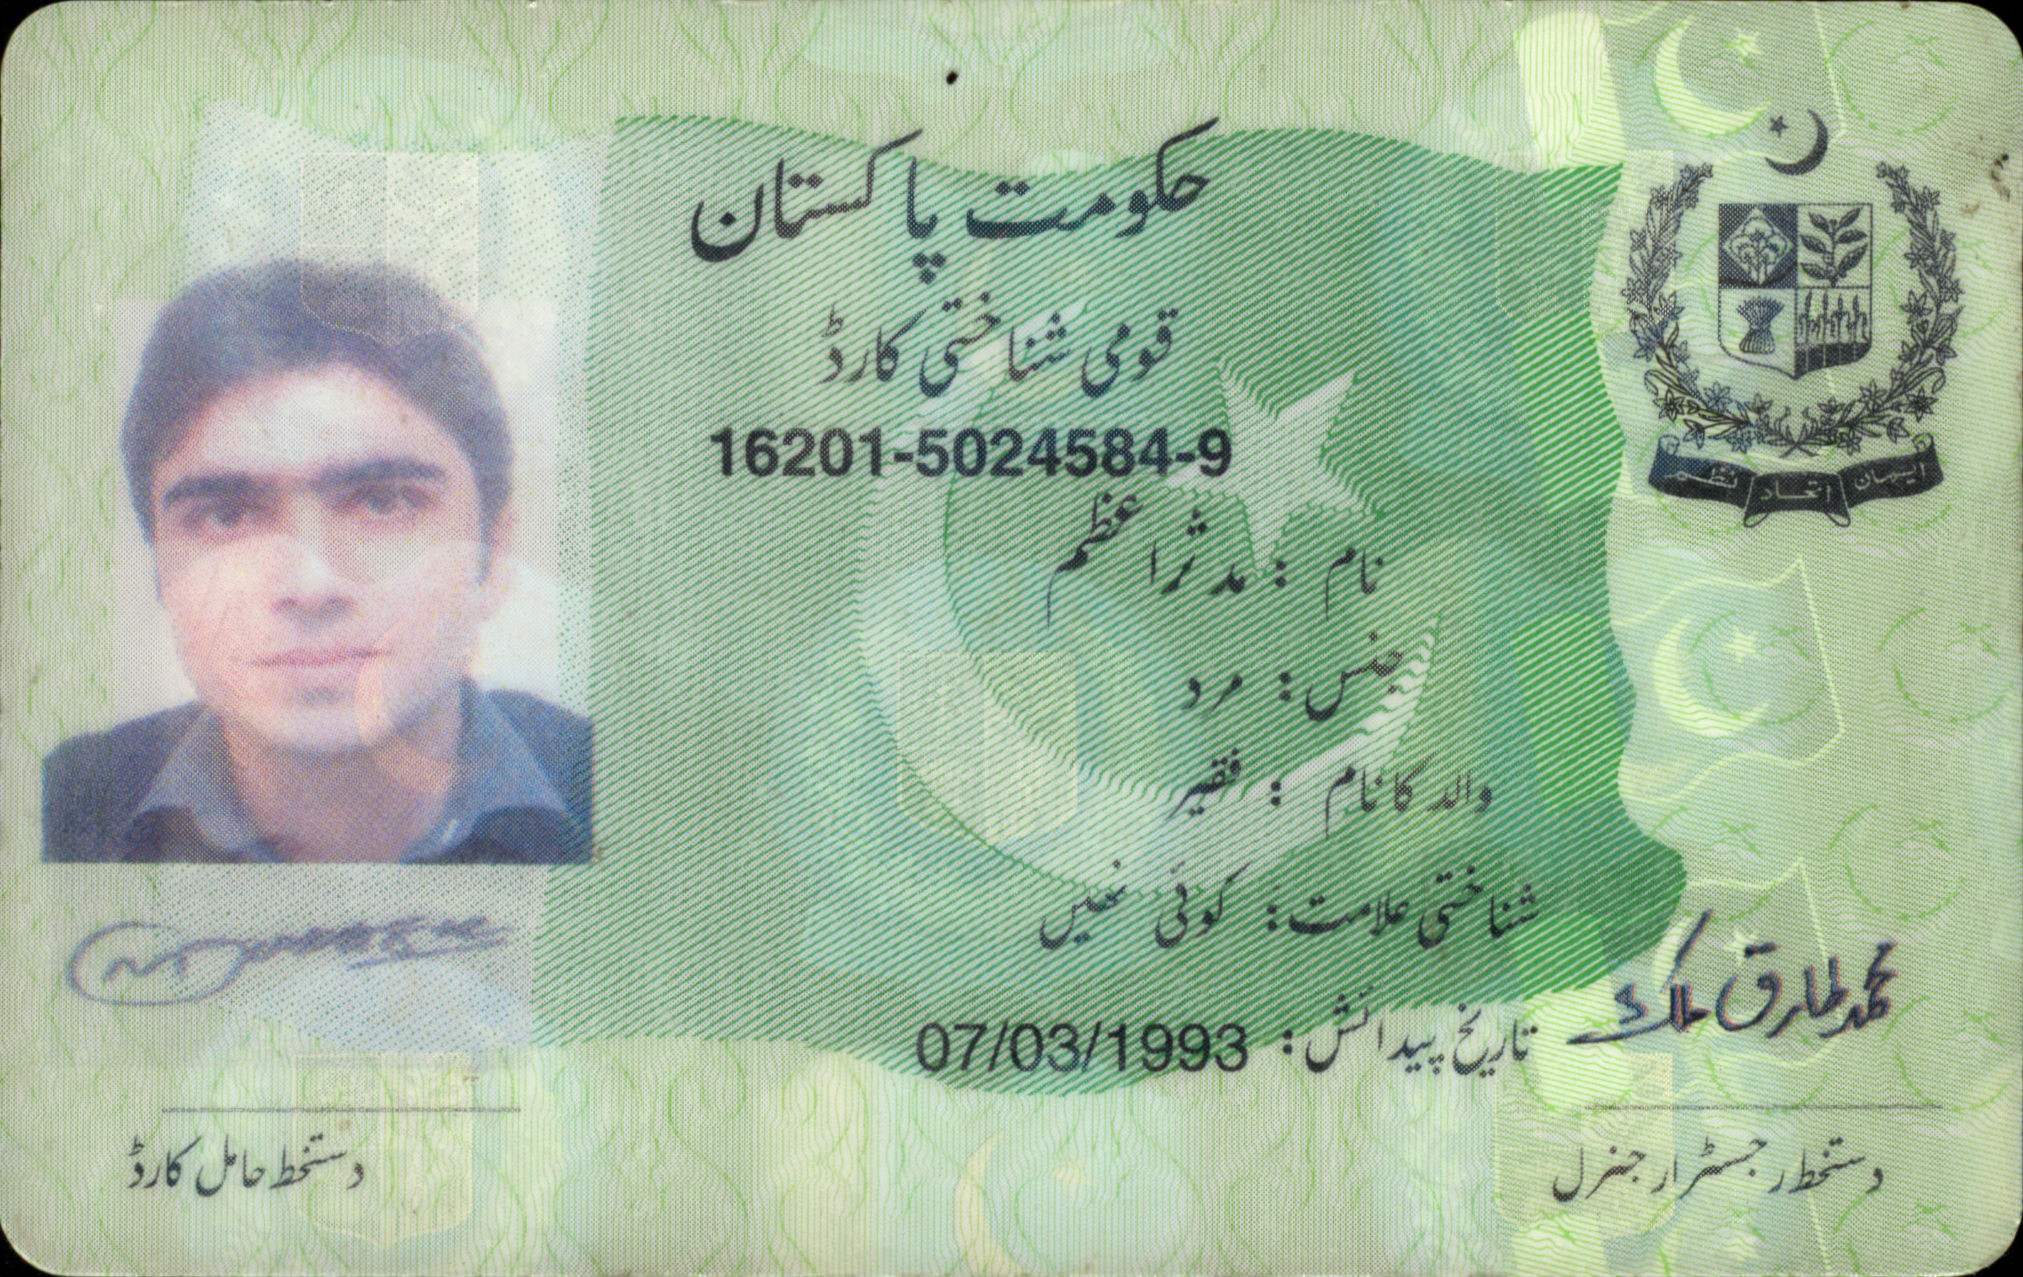 حکومت پاکستان
قومی شناختی کارڈ
16201-5024584-9
نام : مدثر اعظم
جنس : مرد
والد کا نام : فقیر
شناختی علامت : کوئی نہیں
تاریخ پیدائش : 07/03/1993
ایمان اتحاد نظم
محمد طارق ملک
دستخط حامل کارڈ
دستخط رجسٹرار جنرل